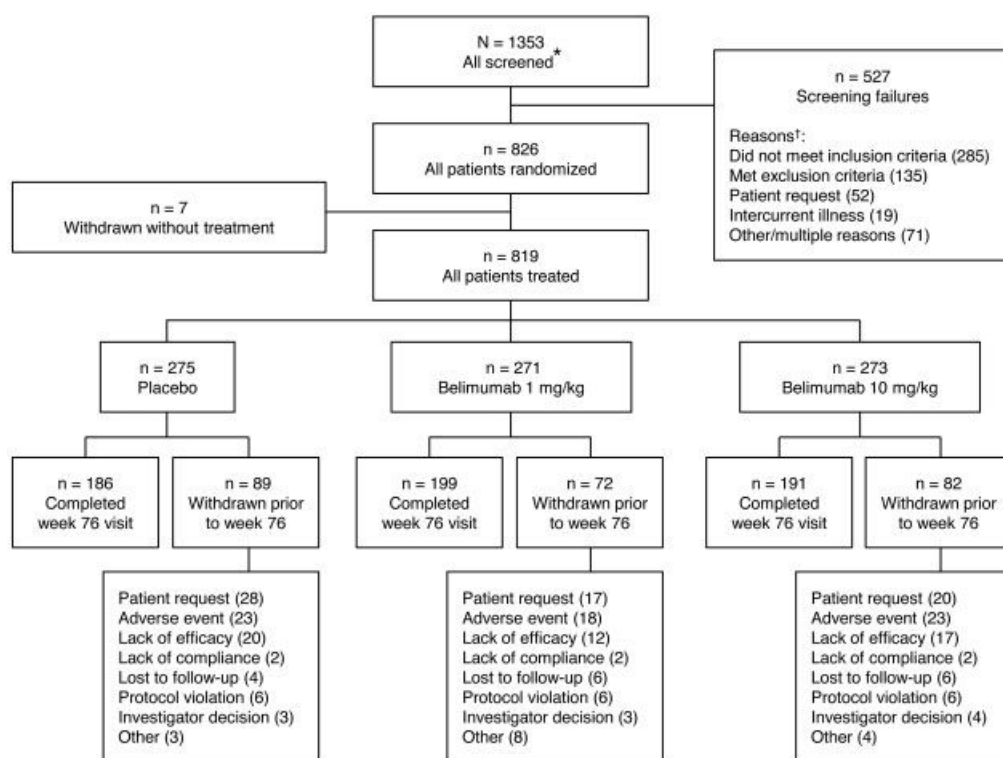 N = 1353
All screened*
n = 527
Screening failures
Reasons†:
Did not meet inclusion criteria (285)
Met exclusion criteria (135)
Patient request (52)
Intercurrent illness (19)
Other/multiple reasons (71)
n = 826
All patients randomized
n = 7
Withdrawn without treatment
n = 819
All patients treated
n = 275
Placebo
n = 271
Belimumab 1 mg/kg
n = 273
Belimumab 10 mg/kg
n = 186
Completed
week 76 visit
n = 89
Withdrawn prior
to week 76
n = 199
Completed
week 76 visit
n = 72
Withdrawn prior
to week 76
n = 191
Completed
week 76 visit
n = 82
Withdrawn prior
to week 76
Patient request (28)
Adverse event (23)
Lack of efficacy (20)
Lack of compliance (2)
Lost to follow-up (4)
Protocol violation (6)
Investigator decision (3)
Other (3)
Patient request (17)
Adverse event (18)
Lack of efficacy (12)
Lack of compliance (2)
Lost to follow-up (6)
Protocol violation (6)
Investigator decision (3)
Other (8)
Patient request (20)
Adverse event (23)
Lack of efficacy (17)
Lack of compliance (2)
Lost to follow-up (6)
Protocol violation (6)
Investigator decision (4)
Other (4)